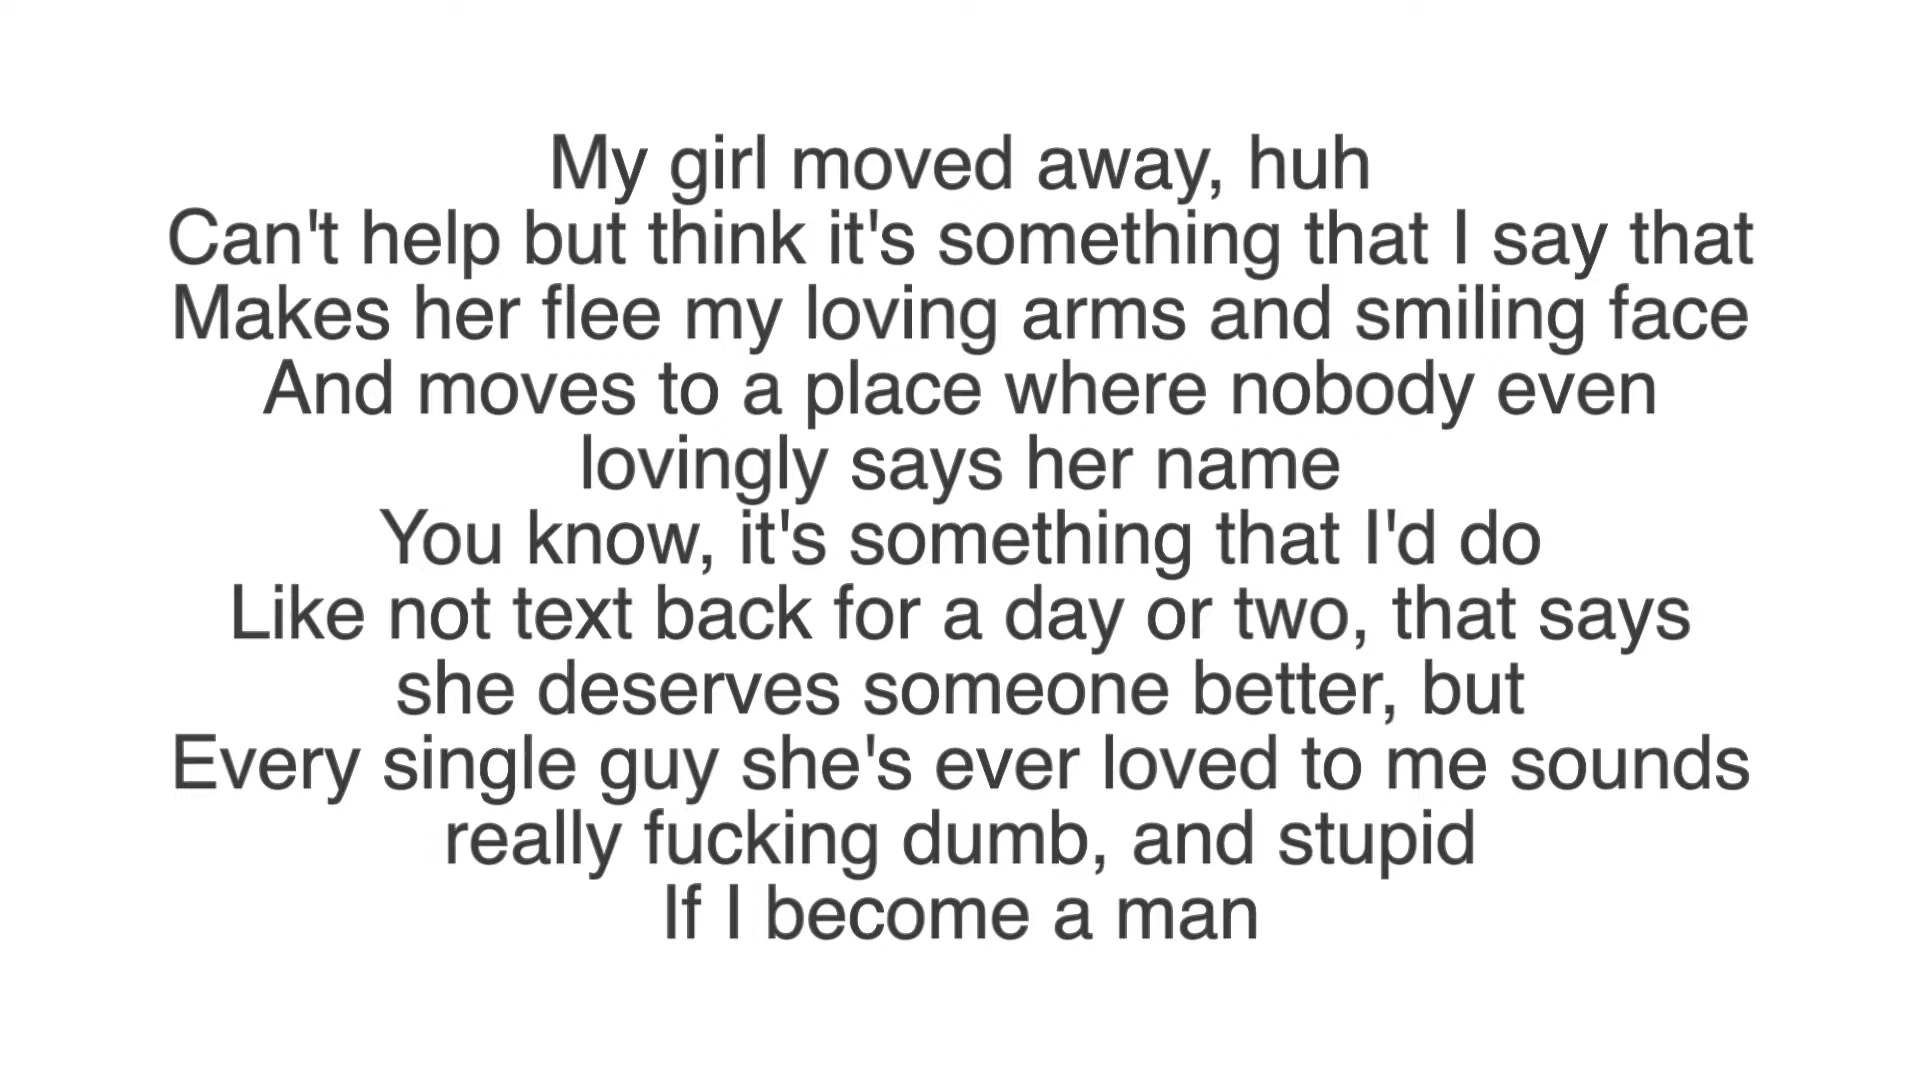 My girl moved away, huh
Can't help but think it's something that I say that
Makes her flee my loving arms and smiling face
And moves to a place where nobody even
lovingly says her name
You know, it's something that I'd do
Like not text back for a day or two, that says
she deserves someone better, but
Every single guy she's ever loved to me sounds
really fucking dumb, and stupid
If I become a man